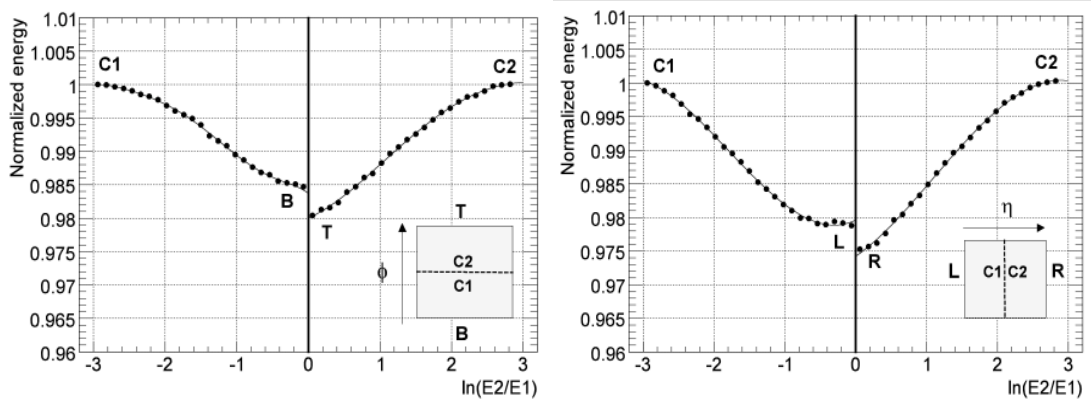 Normalized energy
1.01
1.005
1
0.995
0.99
0.985
0.98
0.975
0.97
0.965
0.96
C1
C2
B
T
T
ϕ
C2
C1
B
-3 -2 -1 0 1 2 3
ln(E2/E1)
Normalized energy
1.01
1.005
1
0.995
0.99
0.985
0.98
0.975
0.97
0.965
0.96
C1
C2
L
R
η
L C1 C2 R
-3 -2 -1 0 1 2 3
ln(E2/E1)